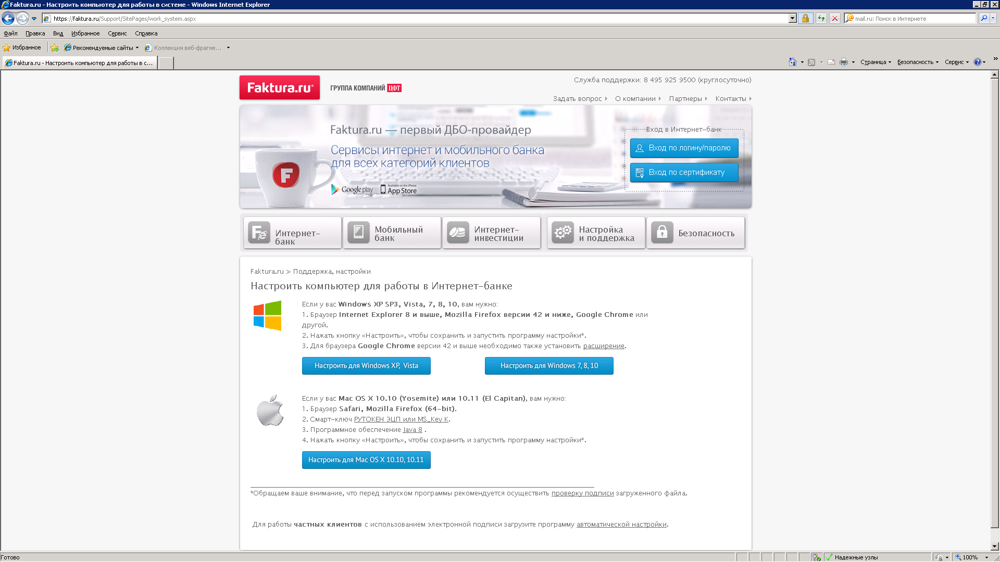 Faktura.ru - Настроить компьютер для работы в системе - Windows Internet Explorer
https://faktura.ru/Support/SitePages/work_system.aspx
mail.ru: Поиск в Интернете
Файл Правка Вид Избранное Сервис Справка
Избранное Рекомендуемые сайты Коллекция веб-фрагме...
Faktura.ru - Настроить компьютер для работы в с...
Страница Безопасность Сервис
Faktura.ru®
ГРУППА КОМПАНИЙ ЦФТ
Служба поддержки: 8 495 925 9500 (круглосуточно)
Задать вопрос О компании Партнеры Контакты
Faktura.ru — первый ДБО-провайдер
Сервисы интернет и мобильного банка
для всех категорий клиентов
F
Google play
Available on the iPhone
App Store
Вход в Интернет-банк
Вход по логину/паролю
Вход по сертификату
Интернет-
банк
Мобильный
банк
Интернет-
инвестиции
Настройка
и поддержка
Безопасность
Faktura.ru > Поддержка, настройки
Настроить компьютер для работы в Интернет-банке
Если у вас Windows XP SP3, Vista, 7, 8, 10, вам нужно:
1. Браузер Internet Explorer 8 и выше, Mozilla Firefox версии 42 и ниже, Google Chrome или
другой.
2. Нажать кнопку «Настроить», чтобы сохранить и запустить программу настройки*.
3. Для браузера Google Chrome версии 42 и выше необходимо также установить расширение.
Настроить для Windows XP, Vista
Настроить для Windows 7, 8, 10
Если у вас Mac OS X 10.10 (Yosemite) или 10.11 (El Capitan), вам нужно:
1. Браузер Safari, Mozilla Firefox (64-bit).
2. Смарт-ключ РУТОКЕН ЭЦП или MS_Key K.
3. Программное обеспечение Java 8 .
4. Нажать кнопку «Настроить», чтобы сохранить и запустить программу настройки*.
Настроить для Mac OS X 10.10, 10.11
*Обращаем ваше внимание, что перед запуском программы рекомендуется осуществить проверку подписи загруженного файла.
Для работы частных клиентов с использованием электронной подписи загрузите программу автоматической настройки.
Готово
Надежные узлы
100%